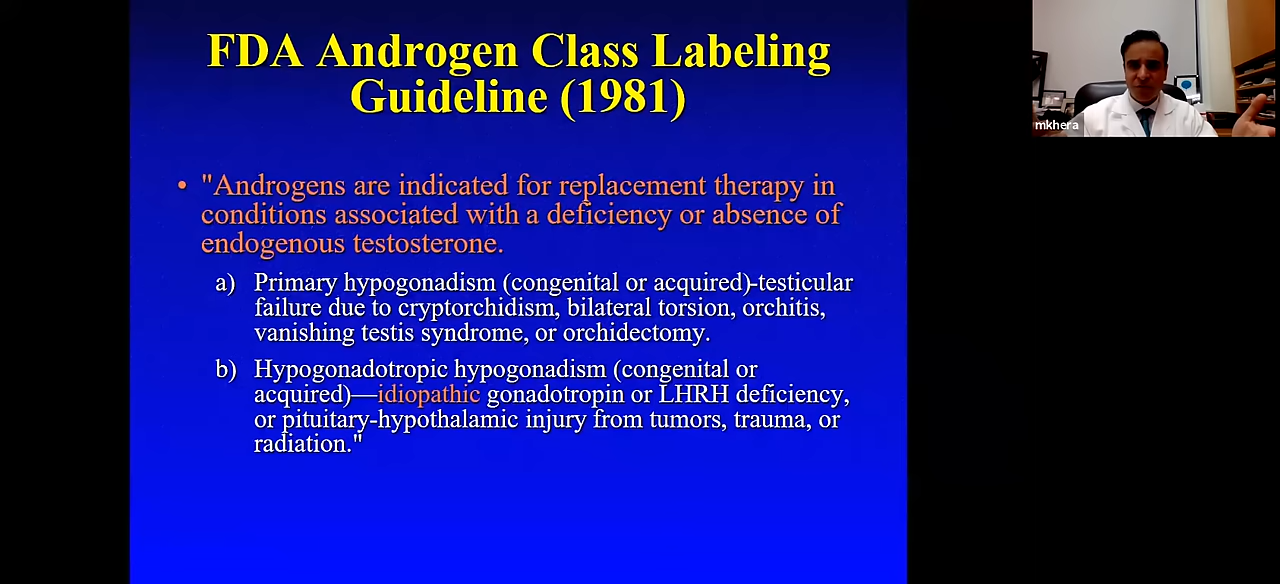 FDA Androgen Class Labeling
Guideline (1981)
• "Androgens are indicated for replacement therapy in
conditions associated with a deficiency or absence of
endogenous testosterone.
a) Primary hypogonadism (congenital or acquired)-testicular
failure due to cryptorchidism, bilateral torsion, orchitis,
vanishing testis syndrome, or orchidectomy.
b) Hypogonadotropic hypogonadism (congenital or
acquired)—idiopathic gonadotropin or LHRH deficiency,
or pituitary-hypothalamic injury from tumors, trauma, or
radiation."
mkhera